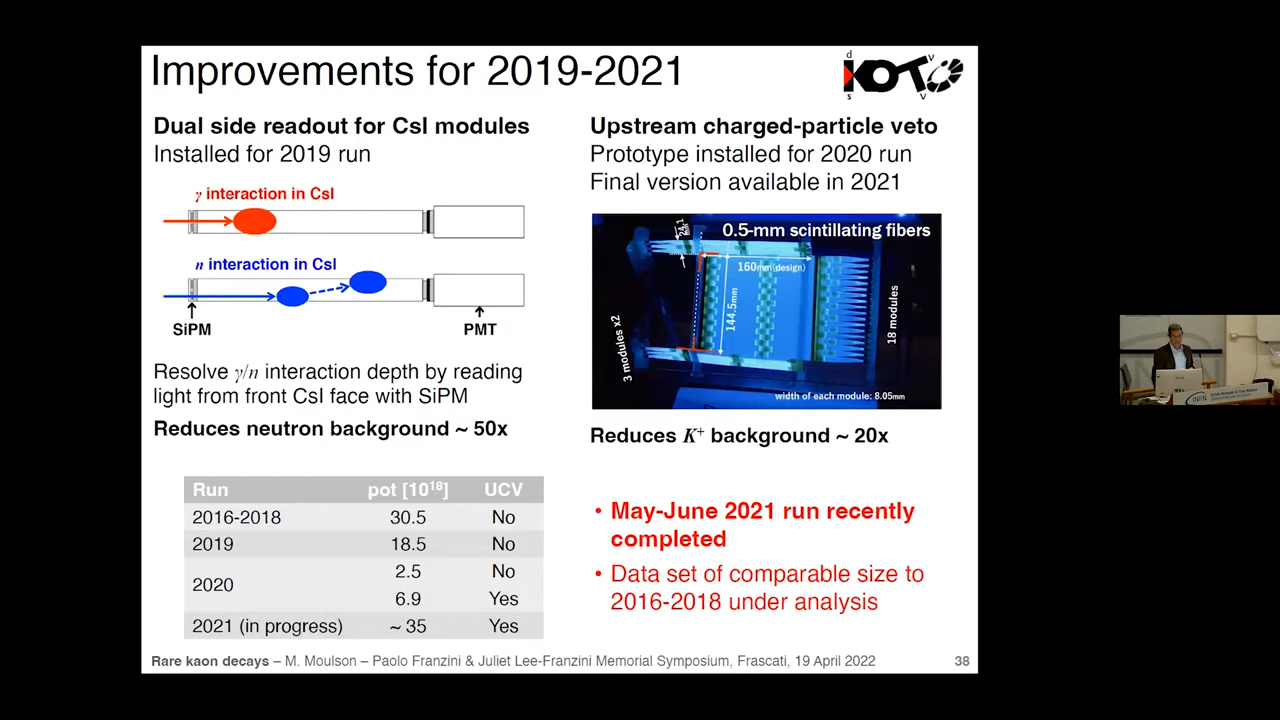 Improvements for 2019-2021
d ν
KOTO
s ν
Dual side readout for CsI modules
Installed for 2019 run
γ interaction in CsI
n interaction in CsI
SiPM PMT
Resolve γ/n interaction depth by reading
light from front CsI face with SiPM
Reduces neutron background ~ 50x
Run pot [10¹⁸] UCV
2016-2018 30.5 No
2019 18.5 No
2020 2.5 No
6.9 Yes
2021 (in progress) ~ 35 Yes
Upstream charged-particle veto
Prototype installed for 2020 run
Final version available in 2021
0.5-mm scintillating fibers
160mm(design)
144.5mm
3 modules x2
18 modules
width of each module: 8.05mm
Reduces K⁺ background ~ 20x
• May-June 2021 run recently
completed
• Data set of comparable size to
2016-2018 under analysis
Rare kaon decays – M. Moulson – Paolo Franzini & Juliet Lee-Franzini Memorial Symposium, Frascati, 19 April 2022 38
INFN